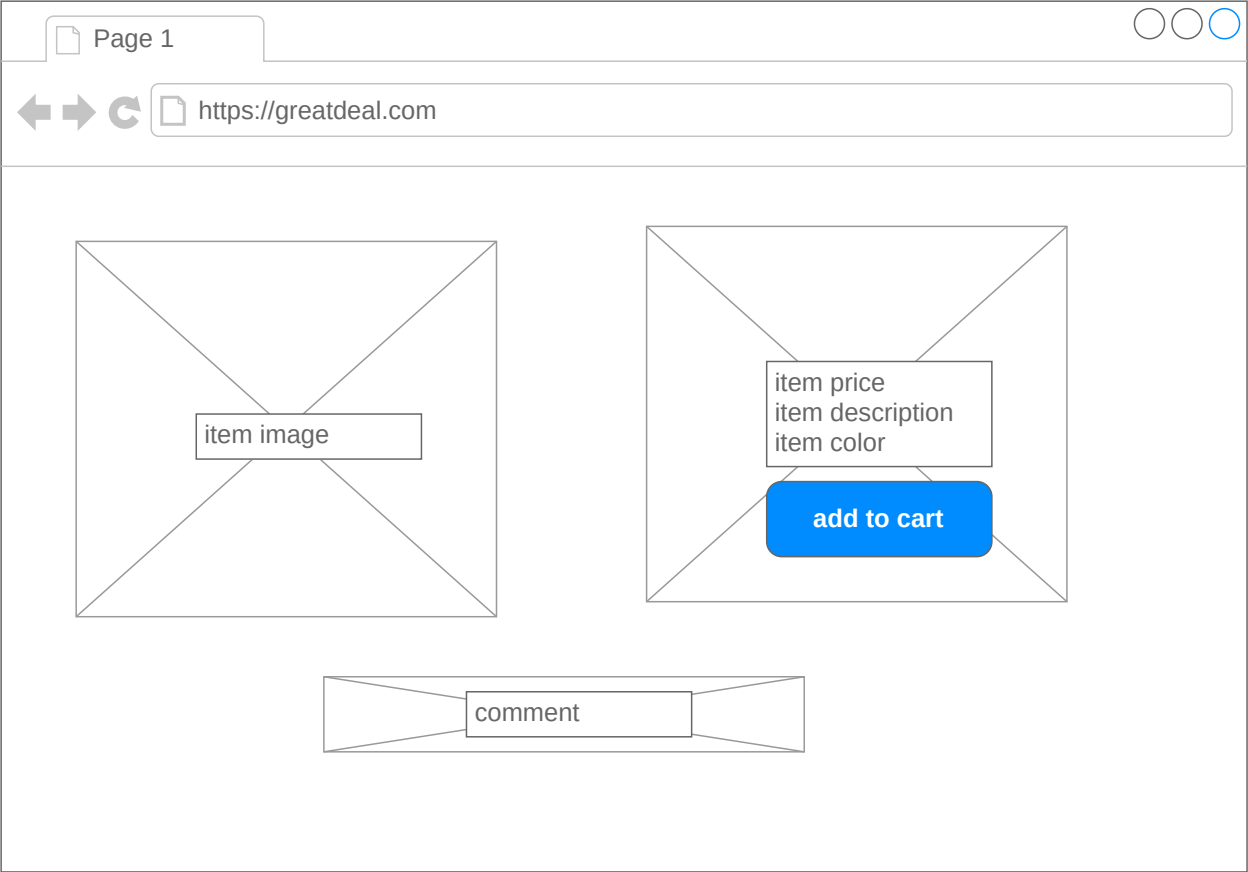 Page 1
https://greatdeal.com
item image
item price
item description
item color
add to cart
comment